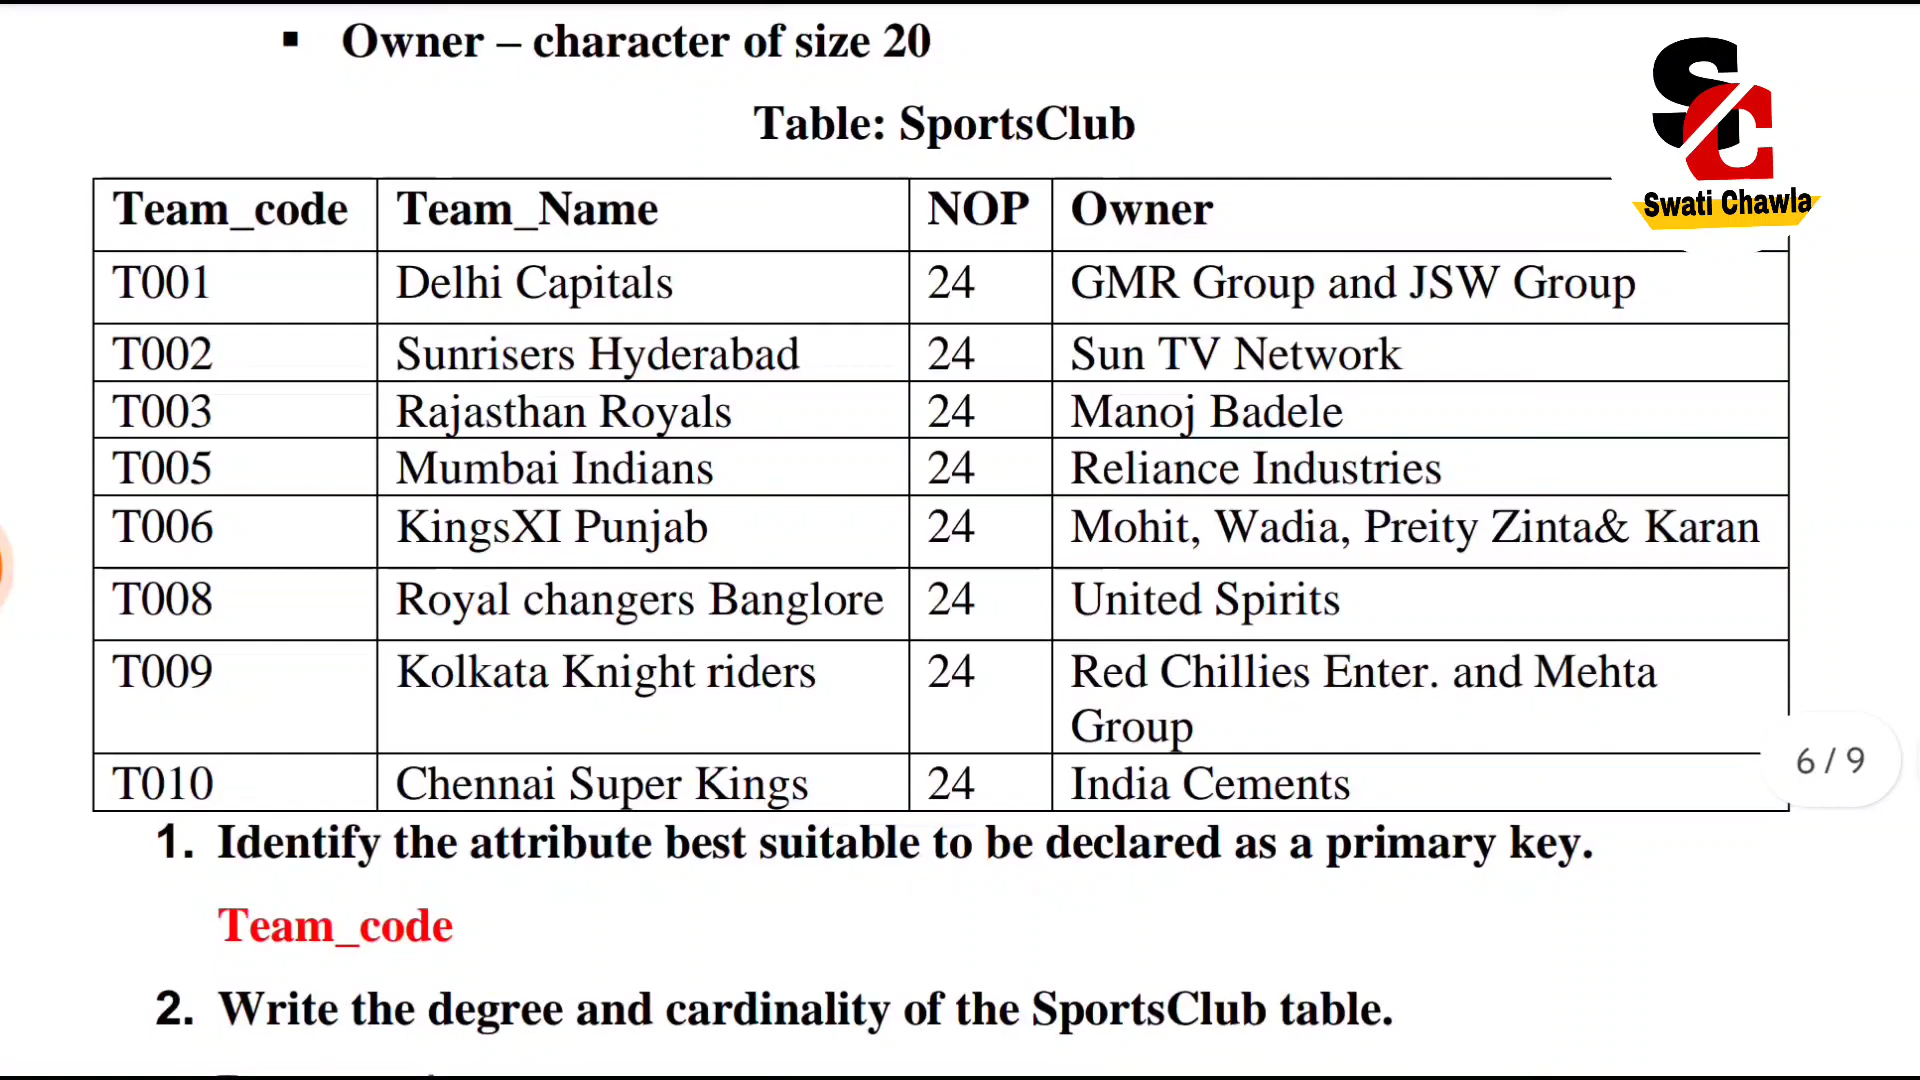 ▪ Owner – character of size 20
Table: SportsClub
SC
Swati Chawla
Team_code Team_Name NOP Owner
T001 Delhi Capitals 24 GMR Group and JSW Group
T002 Sunrisers Hyderabad 24 Sun TV Network
T003 Rajasthan Royals 24 Manoj Badele
T005 Mumbai Indians 24 Reliance Industries
T006 KingsXI Punjab 24 Mohit, Wadia, Preity Zinta& Karan
T008 Royal changers Banglore 24 United Spirits
T009 Kolkata Knight riders 24 Red Chillies Enter. and Mehta
Group
T010 Chennai Super Kings 24 India Cements
6 / 9
1. Identify the attribute best suitable to be declared as a primary key.
Team_code
2. Write the degree and cardinality of the SportsClub table.